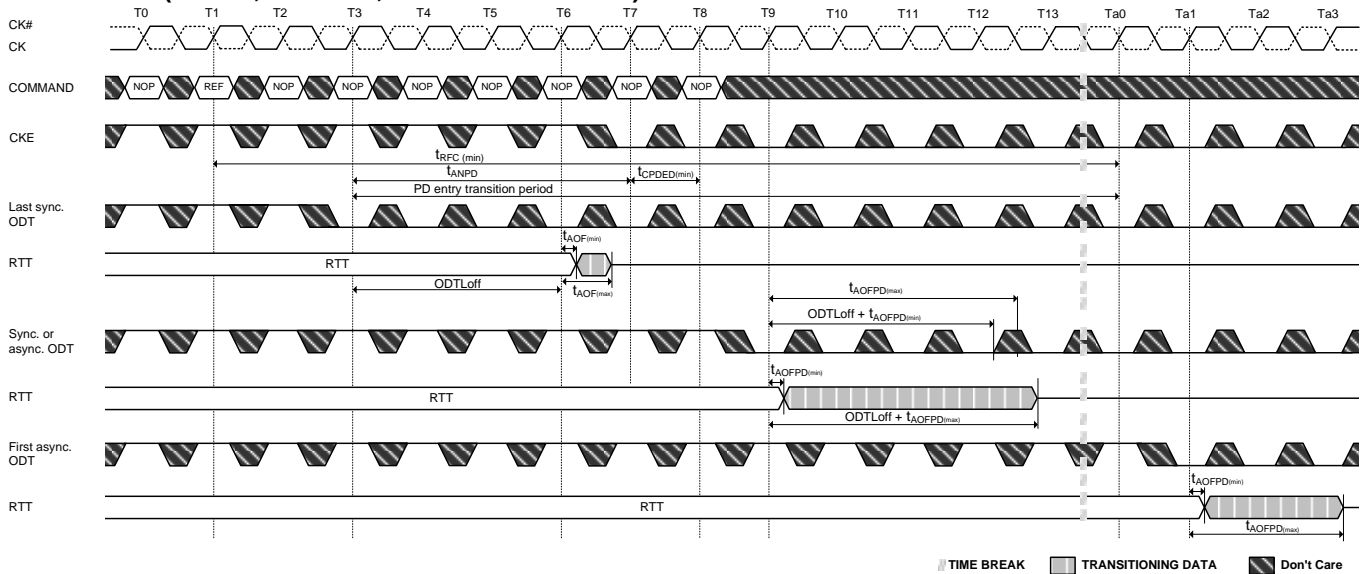 T0 T1 T2 T3 T4 T5 T6 T7 T8 T9 T10 T11 T12 T13 Ta0 Ta1 Ta2 Ta3
CK#
CK
COMMAND NOP REF NOP NOP NOP NOP NOP NOP NOP
CKE
tRFC (min)
tANPD tCPDED(min)
PD entry transition period
Last sync.
ODT
tAOF(min)
RTT RTT
ODTLoff tAOF(max)
tAOFPD(max)
ODTLoff + tAOFPD(min)
Sync. or
async. ODT
tAOFPD(min)
RTT RTT
ODTLoff + tAOFPD(max)
First async.
ODT
tAOFPD(min)
RTT RTT
tAOFPD(max)
TIME BREAK TRANSITIONING DATA Don't Care